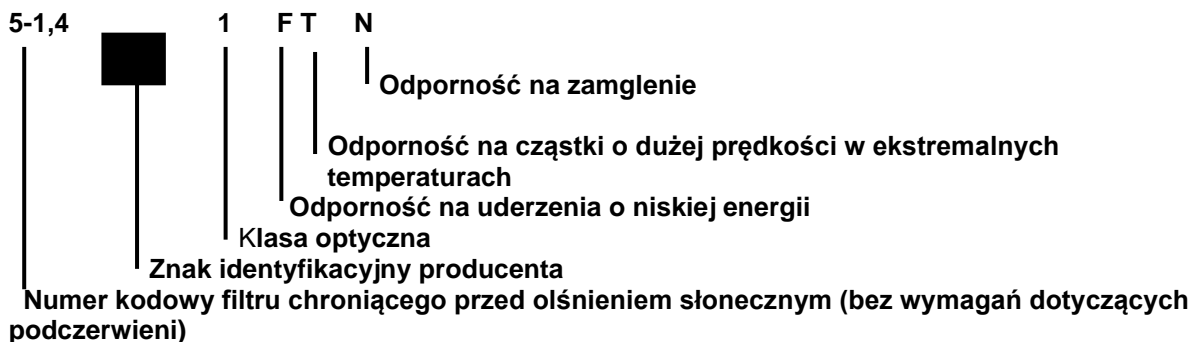 5-1,4 1 F T N
Odporność na zamglenie
Odporność na cząstki o dużej prędkości w ekstremalnych
temperaturach
Odporność na uderzenia o niskiej energii
Klasa optyczna
Znak identyfikacyjny producenta
Numer kodowy filtru chroniącego przed olśnieniem słonecznym (bez wymagań dotyczących
podczerwieni)